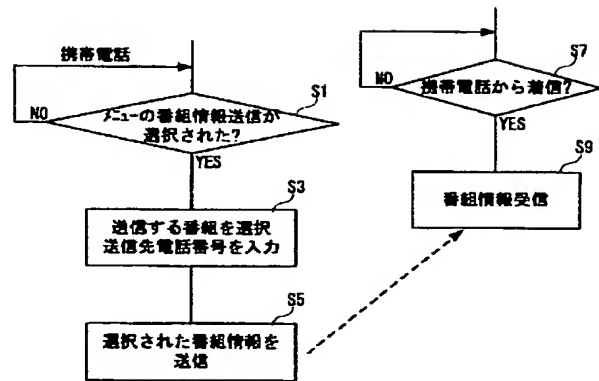 携帯電話
S1
NO
メニューの番組情報送信が
選択された?
YES
S3
送信する番組を選択
送信先電話番号を入力
S5
選択された番組情報を
送信
S7
NO
携帯電話から着信?
YES
S9
番組情報受信